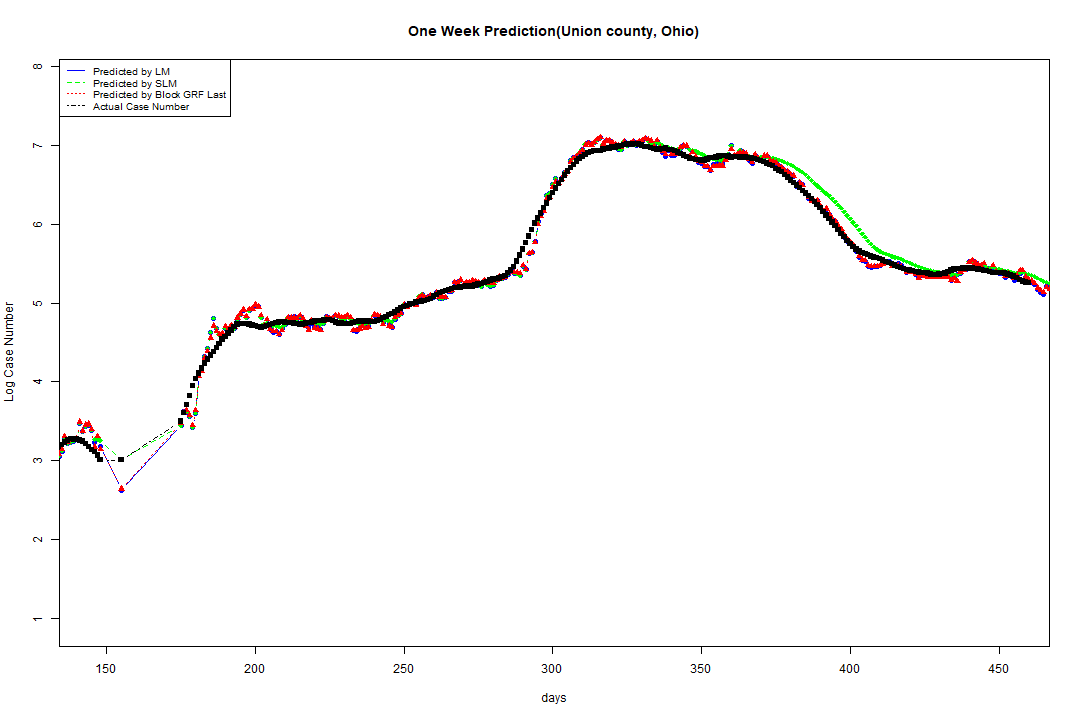 One Week Prediction(Union county, Ohio)
Predicted by LM
Predicted by SLM
Predicted by Block GRF Last
Actual Case Number
8
7
6
5
4
3
2
1
Log Case Number
150 200 250 300 350 400 450
days